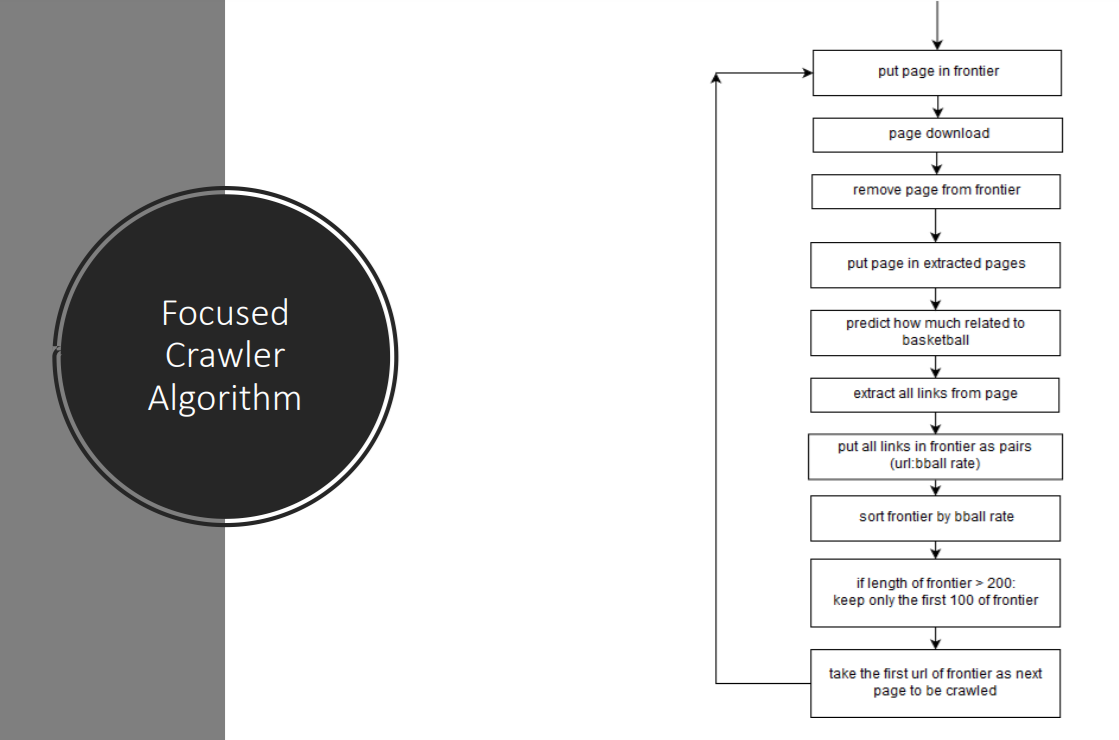 Focused
Crawler
Algorithm
put page in frontier
page download
remove page from frontier
put page in extracted pages
predict how much related to
basketball
extract all links from page
put all links in frontier as pairs
(url:bball rate)
sort frontier by bball rate
if length of frontier > 200:
keep only the first 100 of frontier
take the first url of frontier as next
page to be crawled